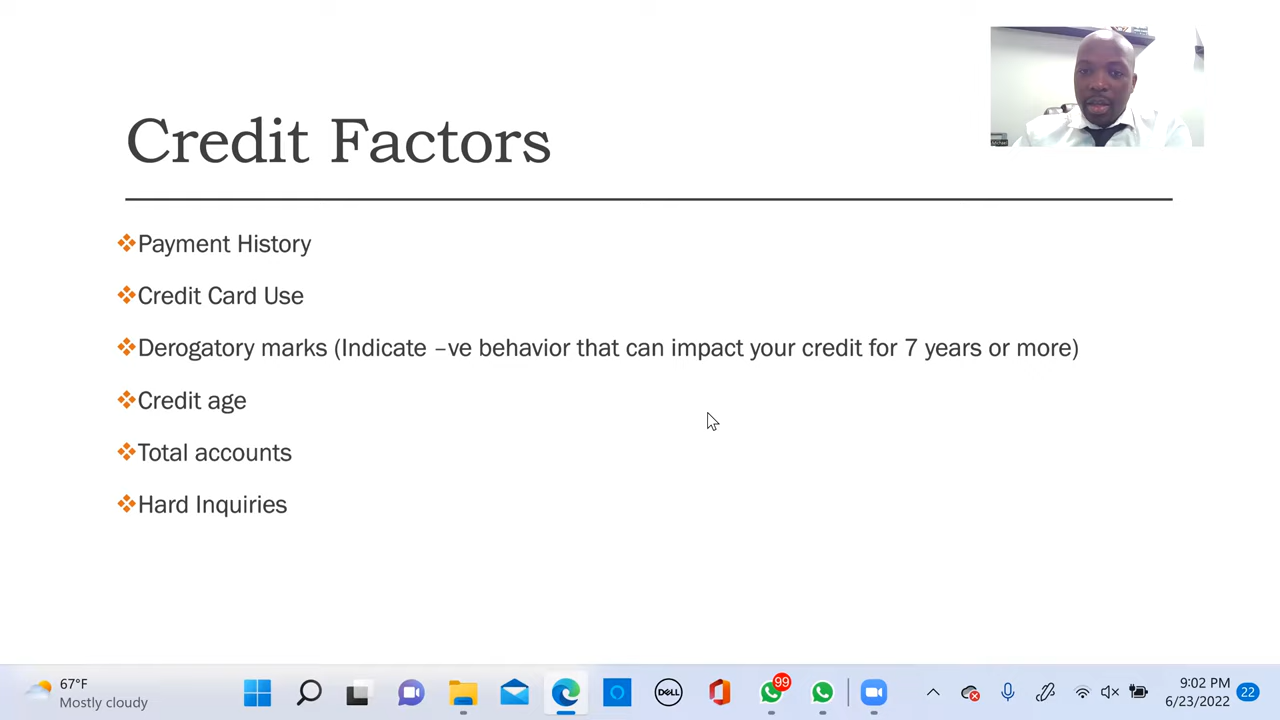 Credit Factors
Payment History
Credit Card Use
Derogatory marks (Indicate –ve behavior that can impact your credit for 7 years or more)
Credit age
Total accounts
Hard Inquiries
67°F
Mostly cloudy
DELL
99
9:02 PM
6/23/2022
22